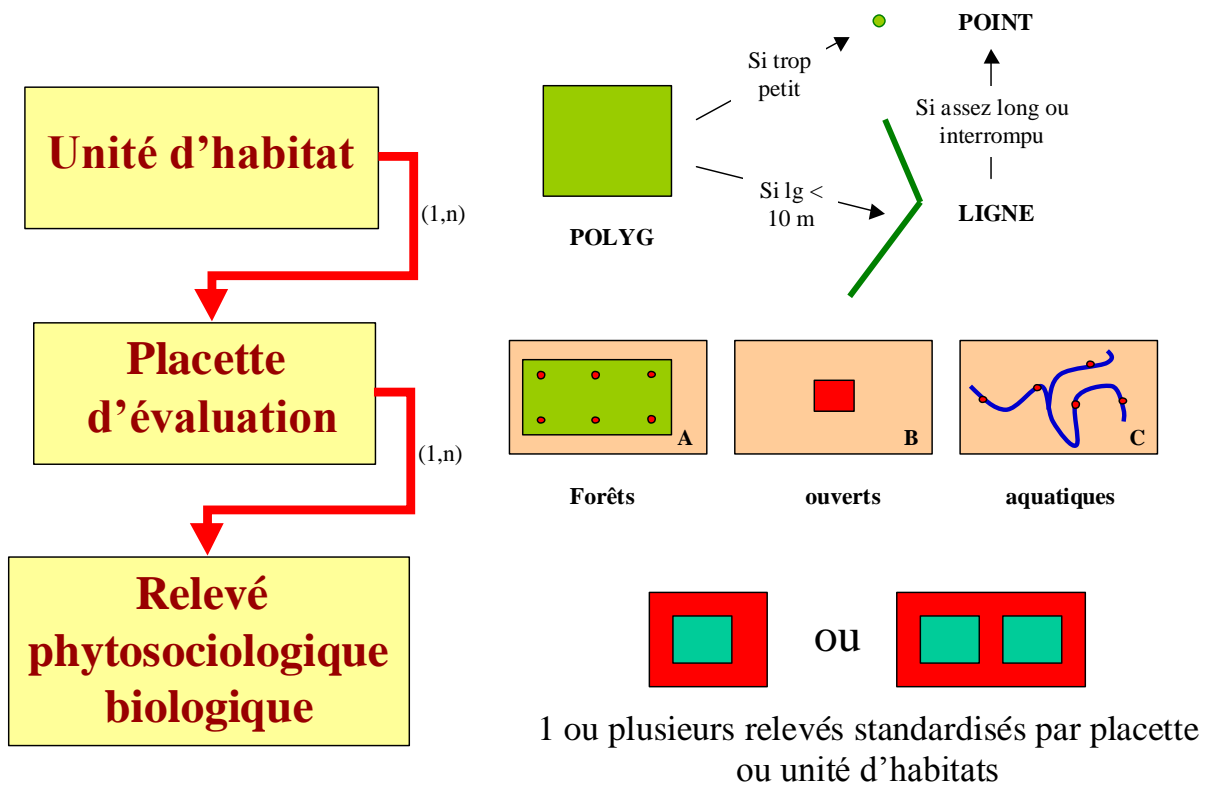 Unité d’habitat
(1,n)
Placette
d’évaluation
(1,n)
Relevé
phytosociologique
biologique
POLYG
Si trop
petit
POINT
Si assez long ou
interrompu
Si lg <
10 m
LIGNE
A
B
C
Forêts
ouverts
aquatiques
ou
1 ou plusieurs relevés standardisés par placette
ou unité d’habitats